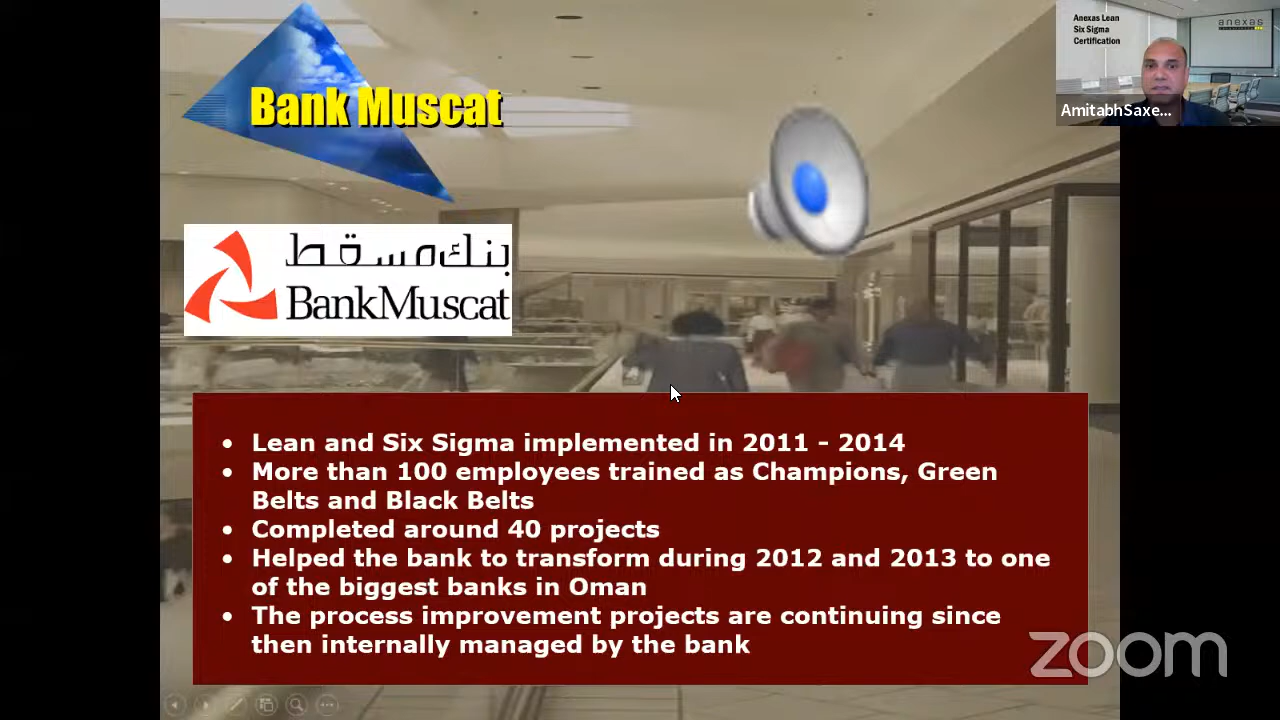 Bank Muscat
بنك مسقط
BankMuscat
• Lean and Six Sigma implemented in 2011 - 2014
• More than 100 employees trained as Champions, Green
Belts and Black Belts
• Completed around 40 projects
• Helped the bank to transform during 2012 and 2013 to one
of the biggest banks in Oman
• The process improvement projects are continuing since
then internally managed by the bank
zoom
Anexas Lean
Six Sigma
Certification
anexas
AmitabhSaxe...